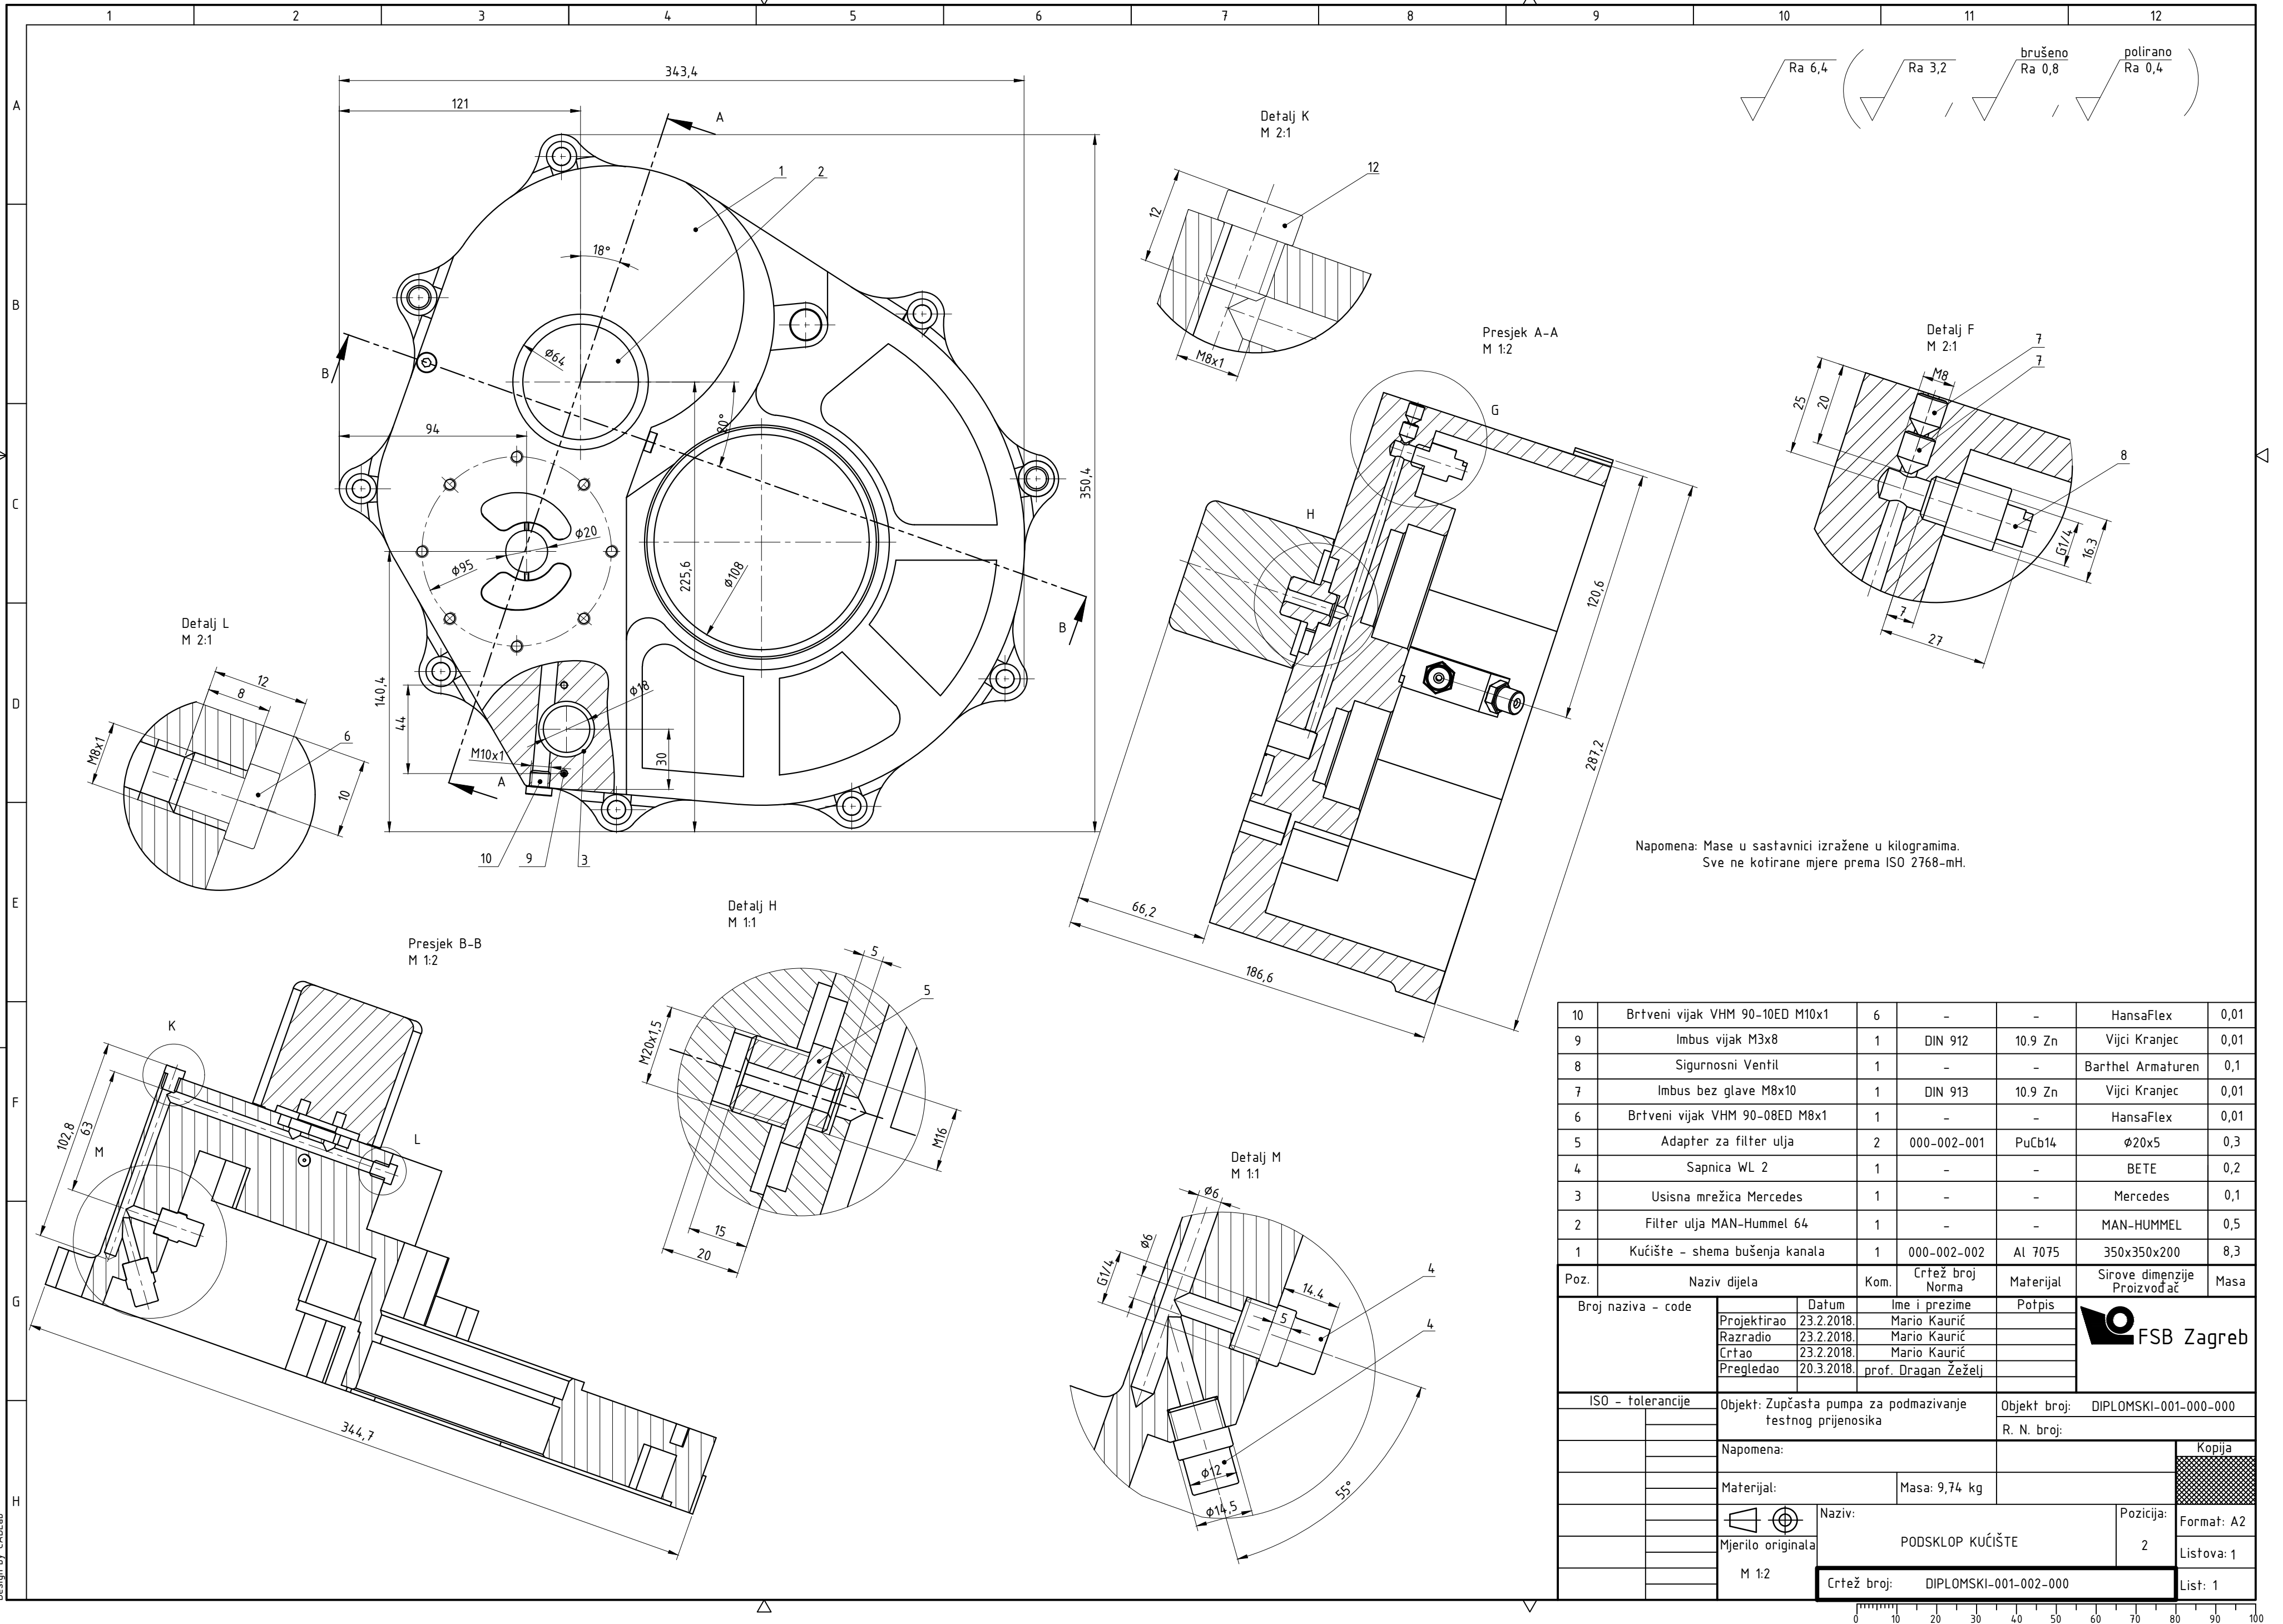 1 2 3 4 5 6 7 8 9 10 11 12
A
B
C
D
E
F
G
H
Ra 6,4
Ra 3,2
brušeno
Ra 0,8
polirano
Ra 0,4
343,4
121
A
1
2
18°
B
Ø64
20°
94
350,4
Ø20
Ø95
225,6
Ø108
B
140,4
44
Ø18
M10x1
30
A
10
9
3
Detalj K
M 2:1
12
12
M8x1
Presjek A-A
M 1:2
G
H
120,6
287,2
66,2
186,6
Detalj F
M 2:1
7
7
M8
25
20
8
G1/4
16.3
7
27
Detalj L
M 2:1
12
8
6
M8x1
10
Napomena: Mase u sastavnici izražene u kilogramima.
Sve ne kotirane mjere prema ISO 2768-mH.
Presjek B-B
M 1:2
K
L
M
102,8
63
344,7
Detalj H
M 1:1
5
5
M20x1,5
M16
15
20
Detalj M
M 1:1
Ø6
Ø6
G1/4
4
14.4
5
4
Ø12
Ø14,5
55°
10 Brtveni vijak VHM 90-10ED M10x1 6 - - HansaFlex 0,01
9 Imbus vijak M3x8 1 DIN 912 10.9 Zn Vijci Kranjec 0,01
8 Sigurnosni Ventil 1 - - Barthel Armaturen 0,1
7 Imbus bez glave M8x10 1 DIN 913 10.9 Zn Vijci Kranjec 0,01
6 Brtveni vijak VHM 90-08ED M8x1 1 - - HansaFlex 0,01
5 Adapter za filter ulja 2 000-002-001 PuCb14 Ø20x5 0,3
4 Sapnica WL 2 1 - - BETE 0,2
3 Usisna mrežica Mercedes 1 - - Mercedes 0,1
2 Filter ulja MAN-Hummel 64 1 - - MAN-HUMMEL 0,5
1 Kućište - shema bušenja kanala 1 000-002-002 Al 7075 350x350x200 8,3
Poz. Naziv dijela Kom. Crtež broj Norma Materijal Sirove dimenzije Proizvođač Masa
Broj naziva - code
Datum Ime i prezime Potpis
Projektirao 23.2.2018. Mario Kaurić
Razradio 23.2.2018. Mario Kaurić
Crtao 23.2.2018. Mario Kaurić
Pregledao 20.3.2018. prof. Dragan Žeželj
FSB Zagreb
ISO - tolerancije
Objekt: Zupčasta pumpa za podmazivanje
testnog prijenosika
Objekt broj: DIPLOMSKI-001-000-000
R. N. broj:
Napomena:
Kopija
Materijal:
Masa: 9,74 kg
Naziv:
PODSKLOP KUĆIŠTE
Pozicija:
2
Format: A2
Mjerilo originala
M 1:2
Listova: 1
Crtež broj: DIPLOMSKI-001-002-000
List: 1
0 10 20 30 40 50 60 70 80 90 100